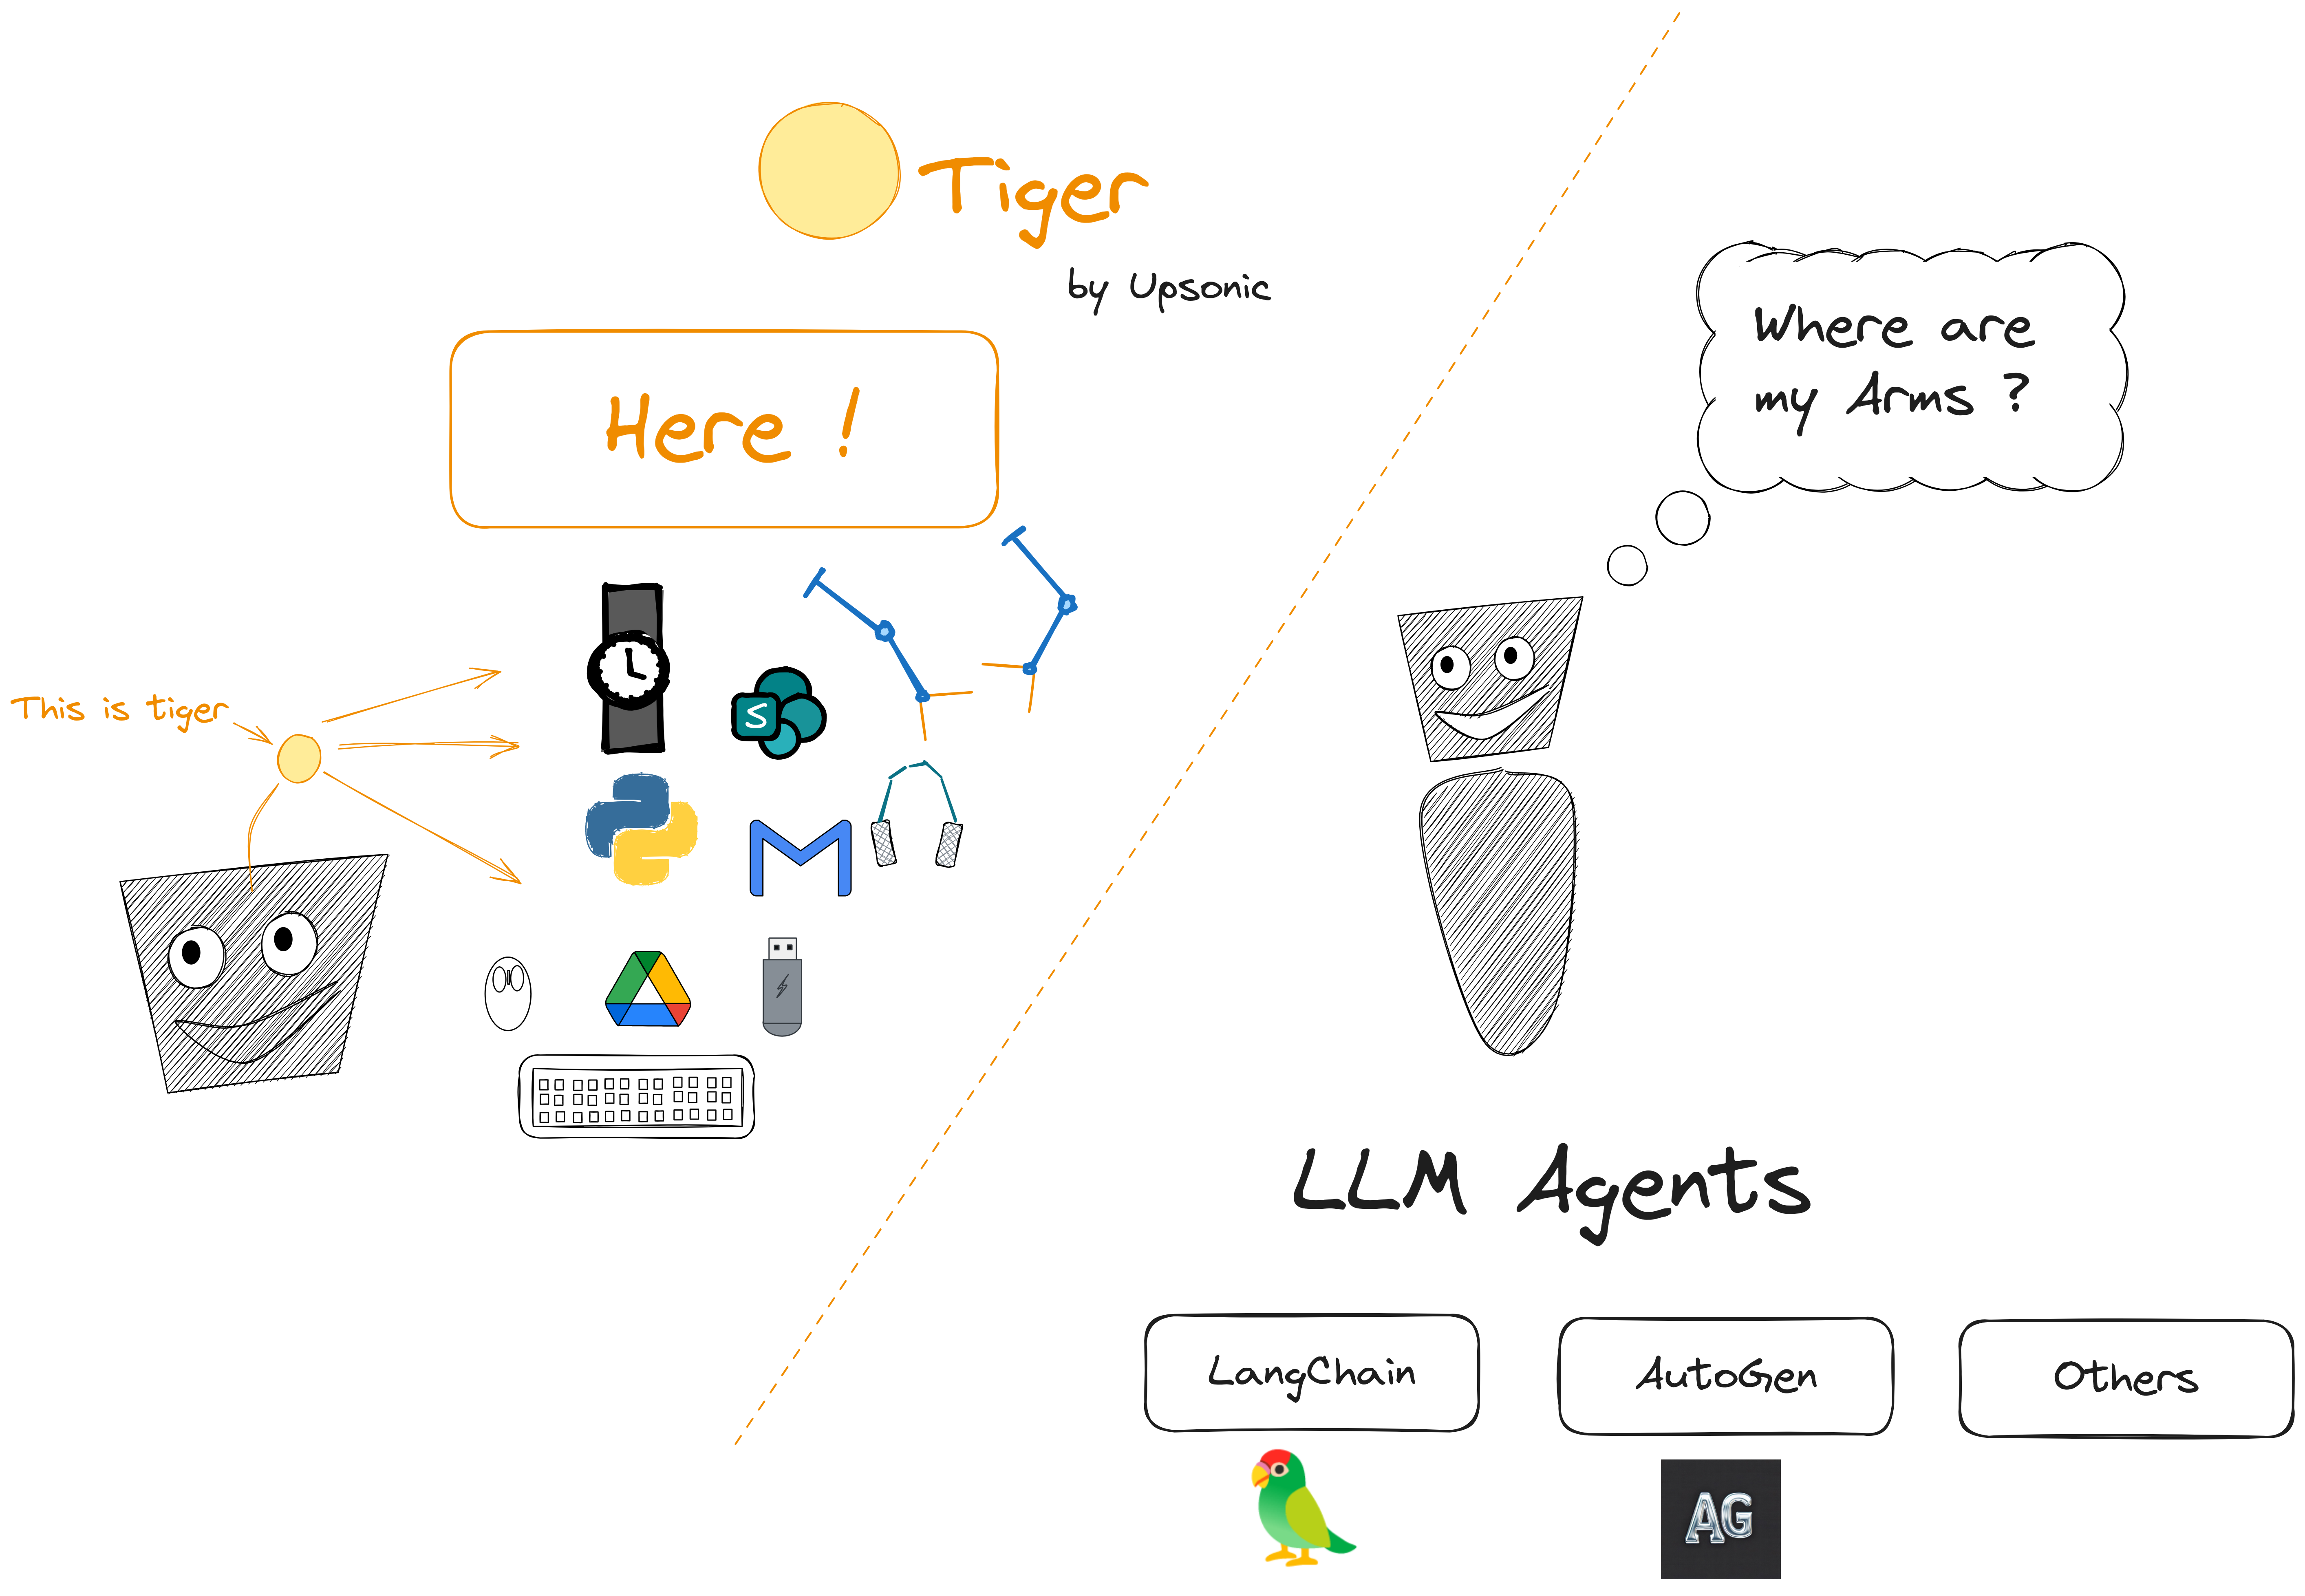 Tiger
by Upsonic
Here !
Where are
my Arms ?
This is tiger
S
LLM Agents
LangChain
AutoGen
Others
AG